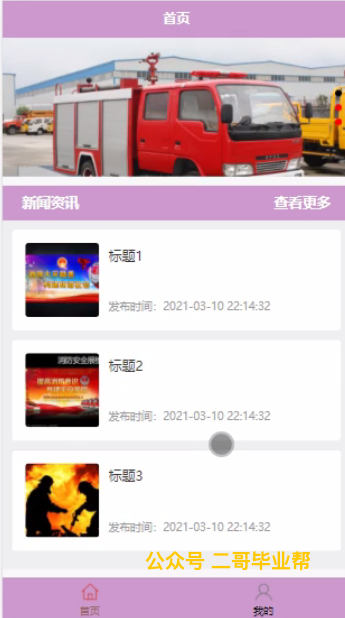 首页
新闻资讯 查看更多
标题1
发布时间: 2021-03-10 22:14:32
标题2
发布时间: 2021-03-10 22:14:32
标题3
发布时间: 2021-03-10 22:14:32
公众号 二哥毕业帮
首页 我的